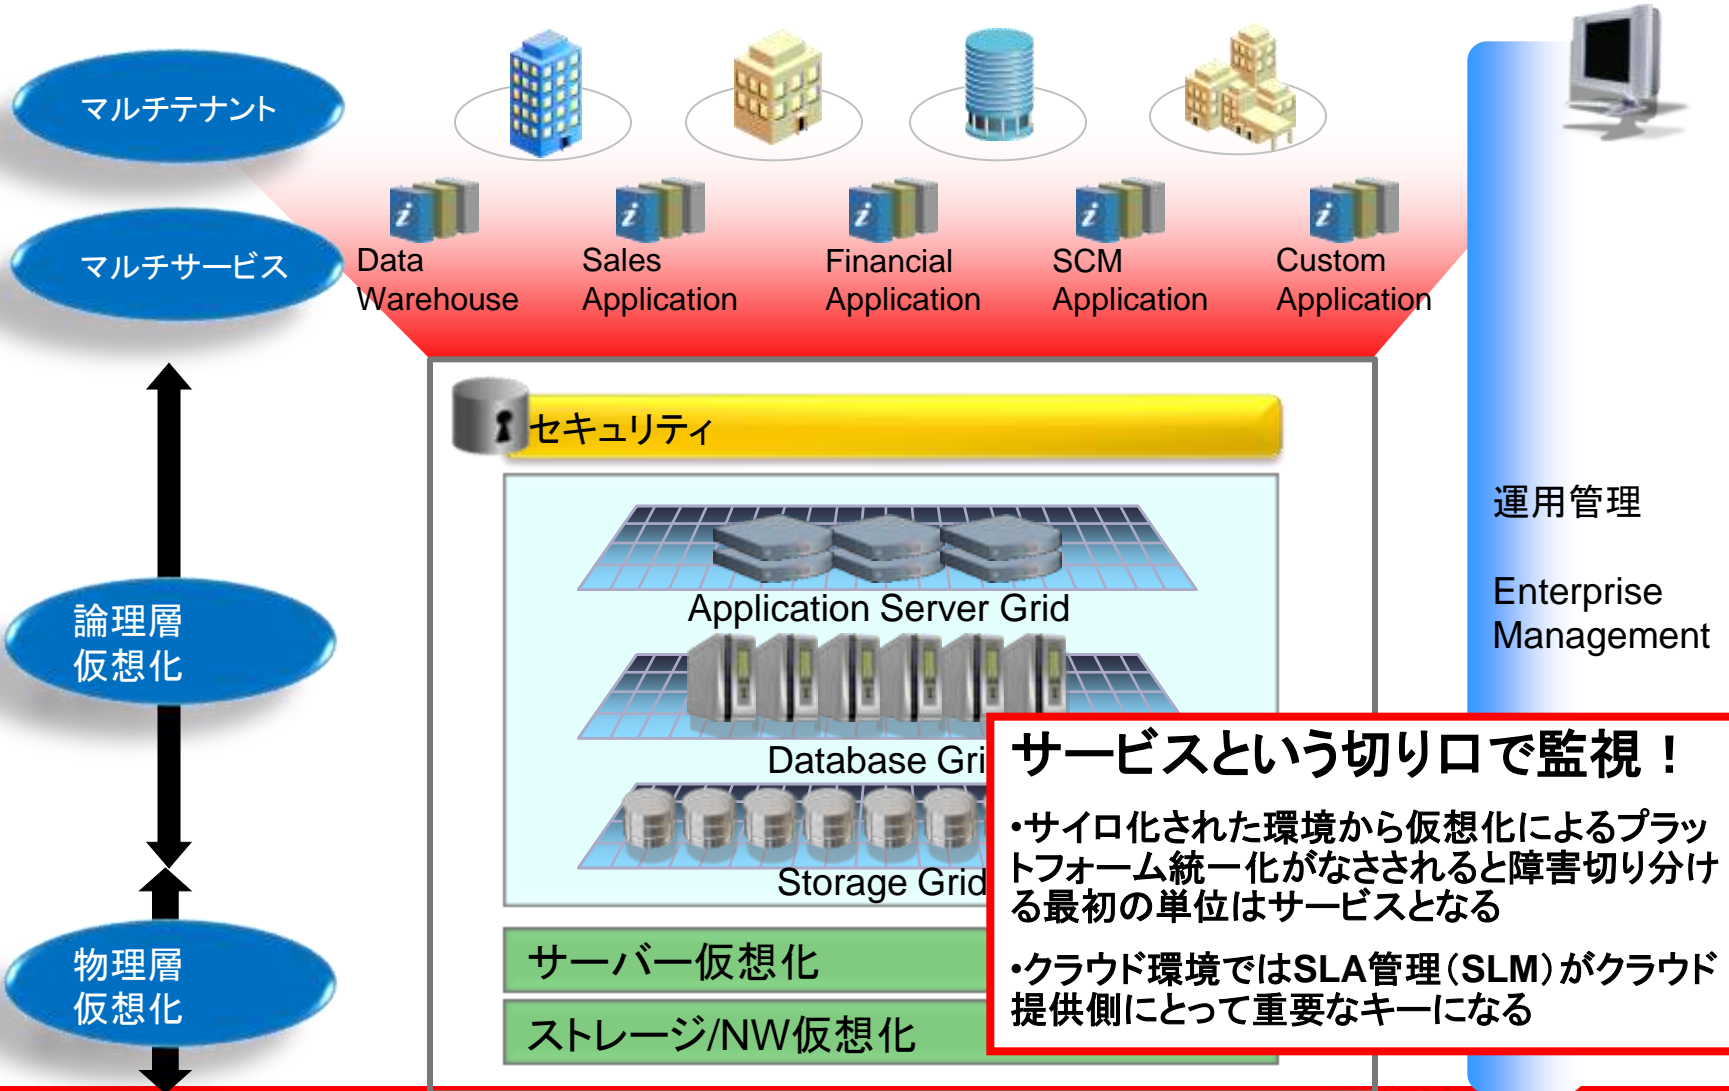 マルチテナント
マルチサービス
Data
Warehouse
Sales
Application
Financial
Application
SCM
Application
Custom
Application
セキュリティ
Application Server Grid
Database Gri
Storage Grid
論理層
仮想化
物理層
仮想化
サーバー仮想化
ストレージ/NW仮想化
運用管理
Enterprise
Management
サービスという切り口で監視！
•サイロ化された環境から仮想化によるプラッ
トフォーム統一化がなさされると障害切り分け
る最初の単位はサービスとなる
•クラウド環境ではSLA管理（SLM）がクラウド
提供側にとって重要なキーになる